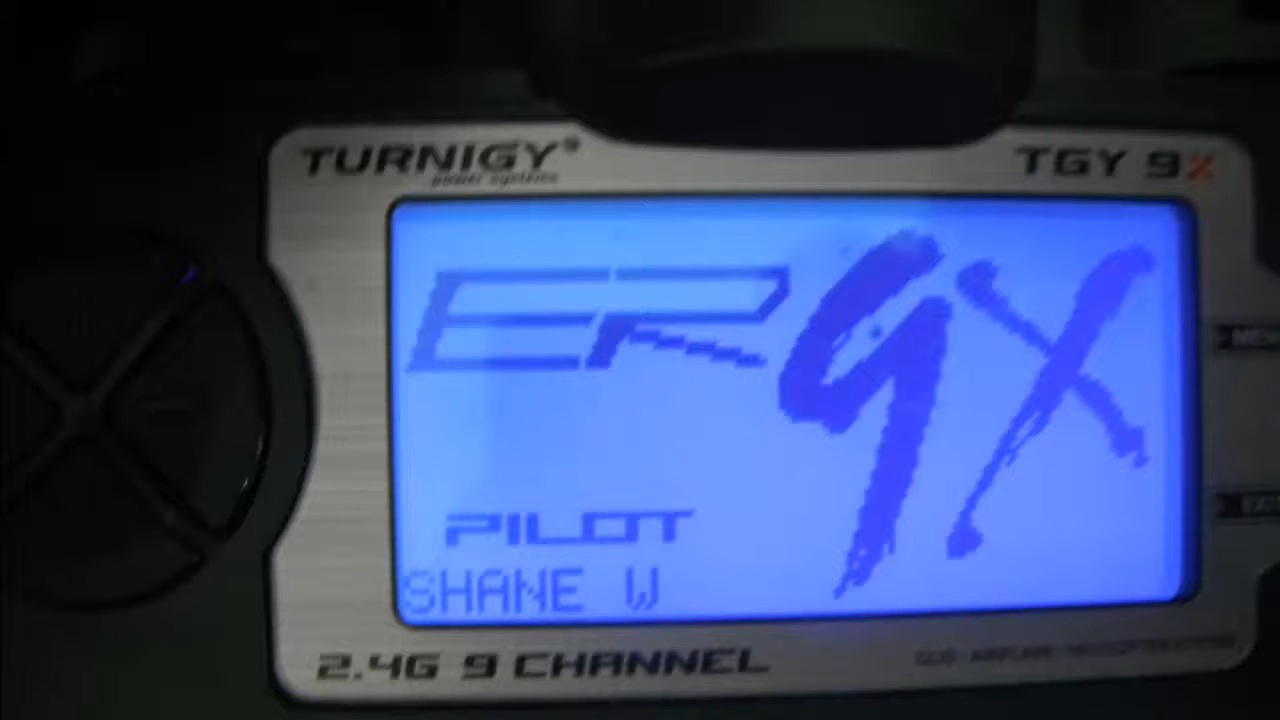 TURNIGY®
power systems
TGY 9X
ER9X
PILOT
SHANE W
2.4G 9 CHANNEL